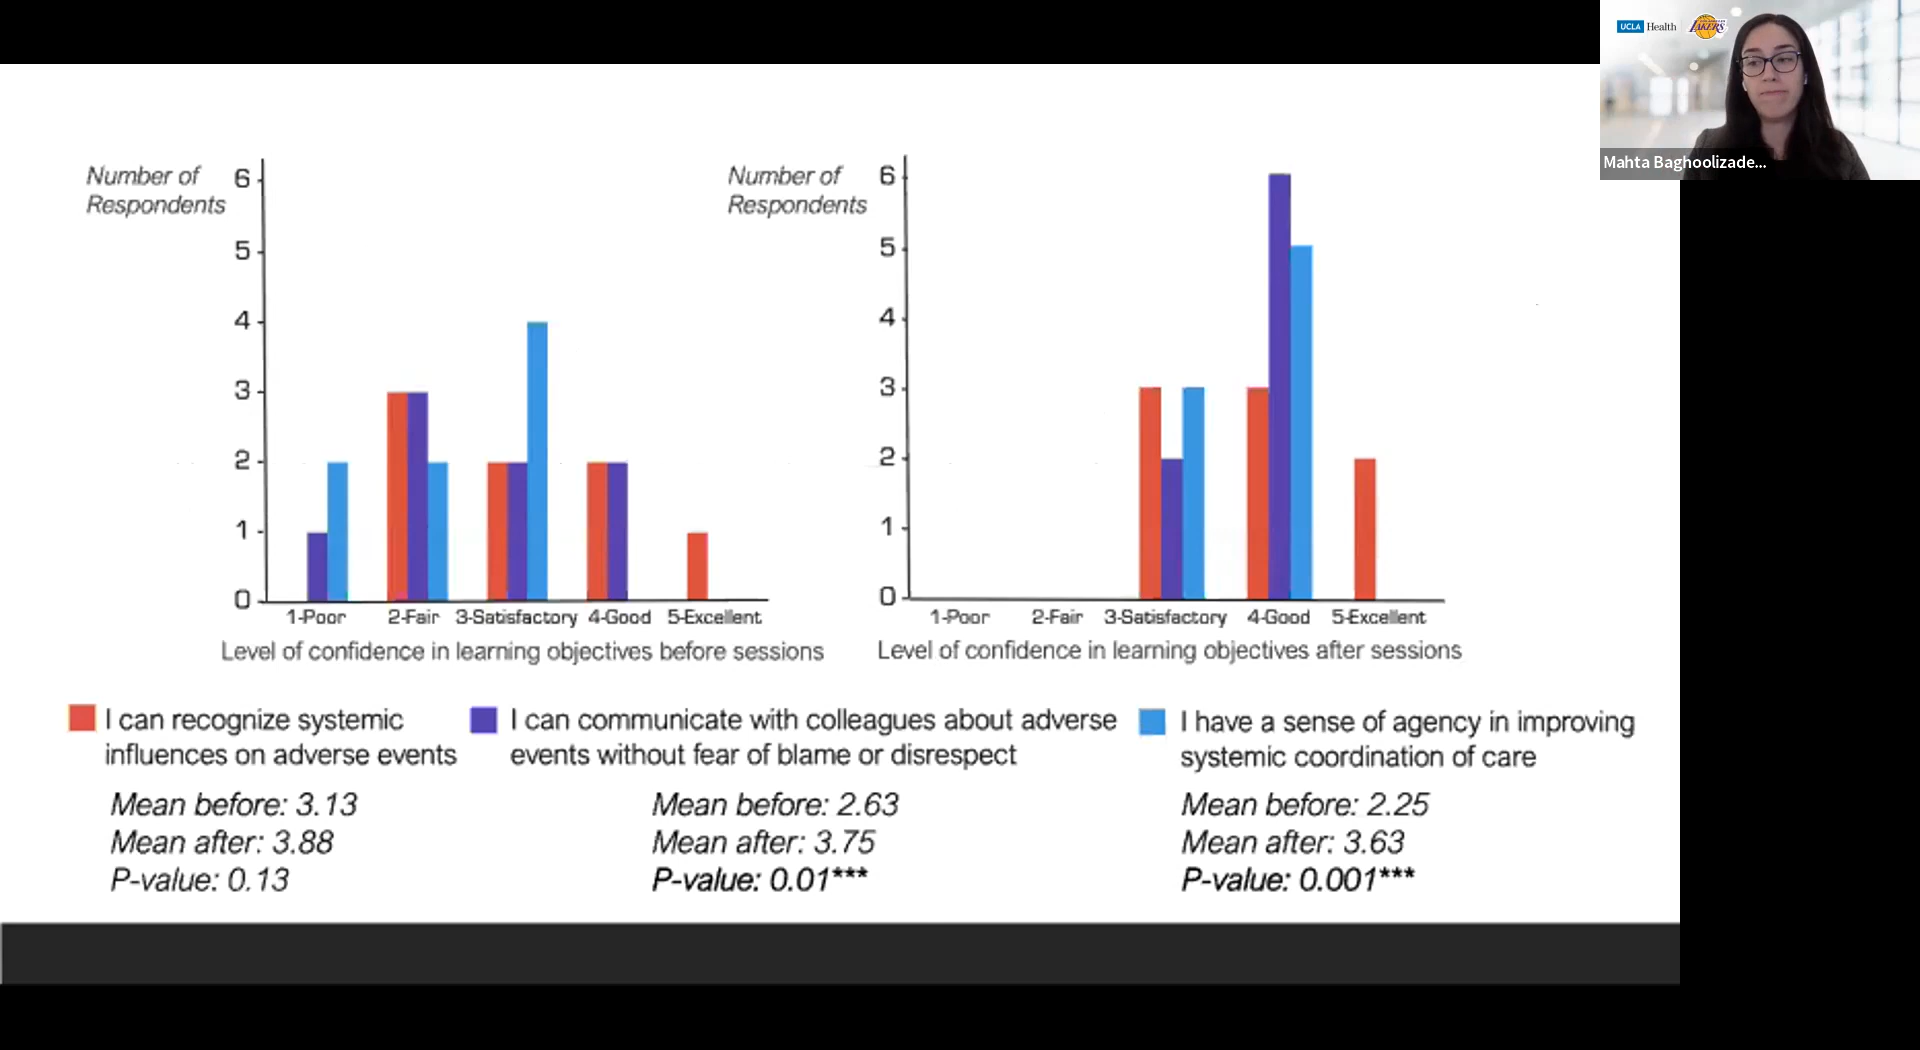 UCLA Health
LAKERS
Mahta Baghoolizade...
Number of
Respondents
6
5
4
3
2
1
0
1-Poor 2-Fair 3-Satisfactory 4-Good 5-Excellent
Level of confidence in learning objectives before sessions
Number of
Respondents
6
5
4
3
2
1
0
1-Poor 2-Fair 3-Satisfactory 4-Good 5-Excellent
Level of confidence in learning objectives after sessions
I can recognize systemic
influences on adverse events
Mean before: 3.13
Mean after: 3.88
P-value: 0.13
I can communicate with colleagues about adverse
events without fear of blame or disrespect
Mean before: 2.63
Mean after: 3.75
P-value: 0.01***
I have a sense of agency in improving
systemic coordination of care
Mean before: 2.25
Mean after: 3.63
P-value: 0.001***